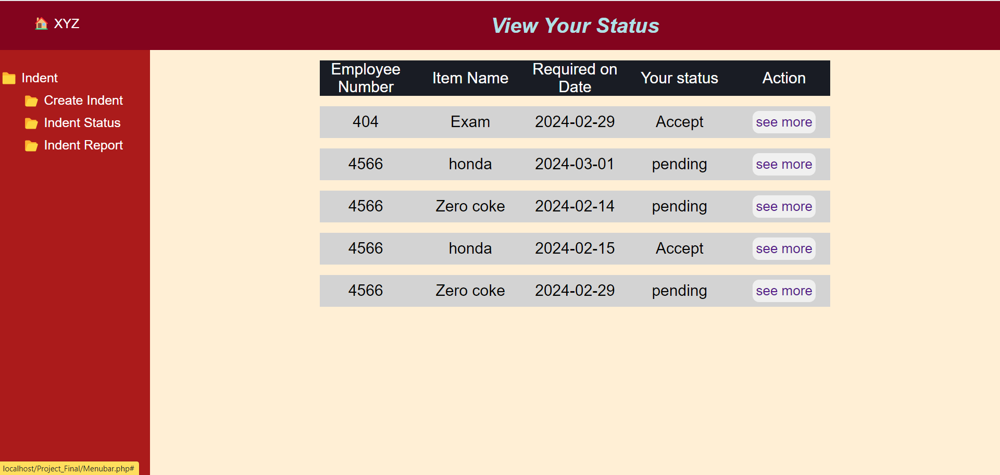 XYZ
View Your Status
Indent
Create Indent
Indent Status
Indent Report
Employee Number Item Name Required on Date Your status Action
404 Exam 2024-02-29 Accept see more
4566 honda 2024-03-01 pending see more
4566 Zero coke 2024-02-14 pending see more
4566 honda 2024-02-15 Accept see more
4566 Zero coke 2024-02-29 pending see more
localhost/Project_Final/Menubar.php#